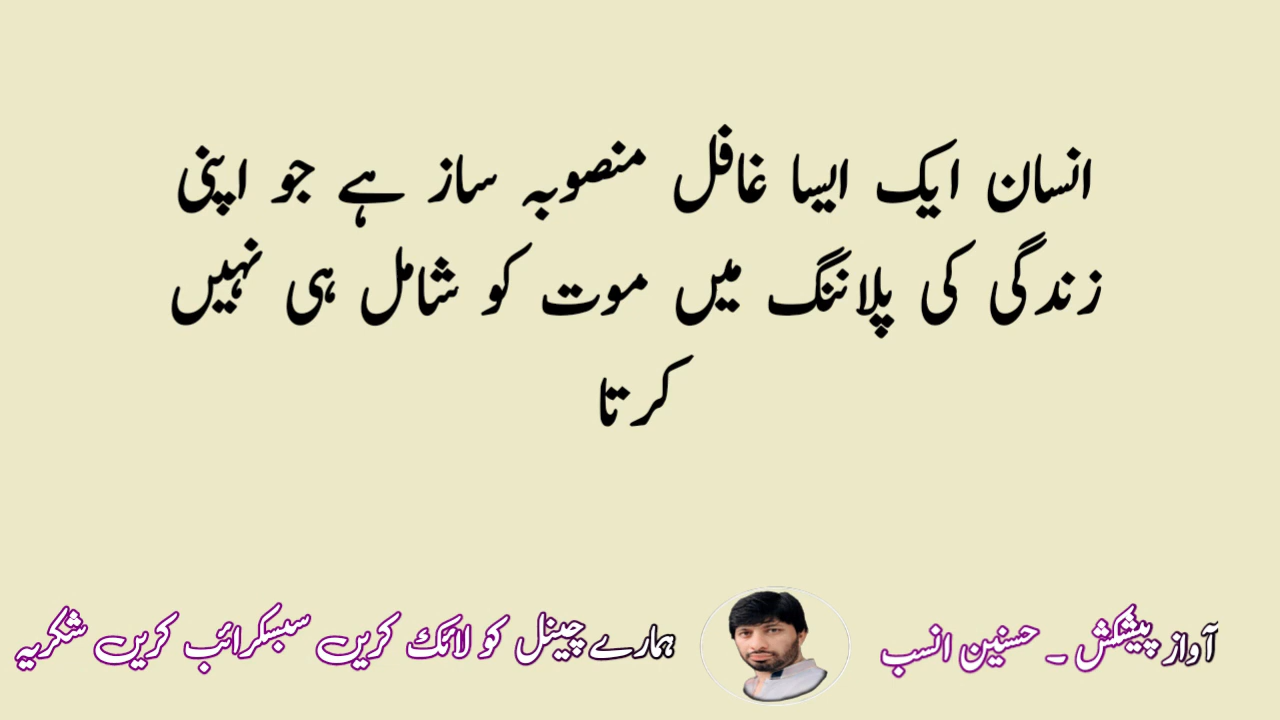 انسان ایک ایسا غافل منصوبہ ساز ہے جو اپنی
زندگی کی پلاننگ میں موت کو شامل ہی نہیں
کرتا
آواز پیشکش ۔ حسنین انسب
ہمارے چینل کو لائک کریں سبسکرائب کریں شکریہ